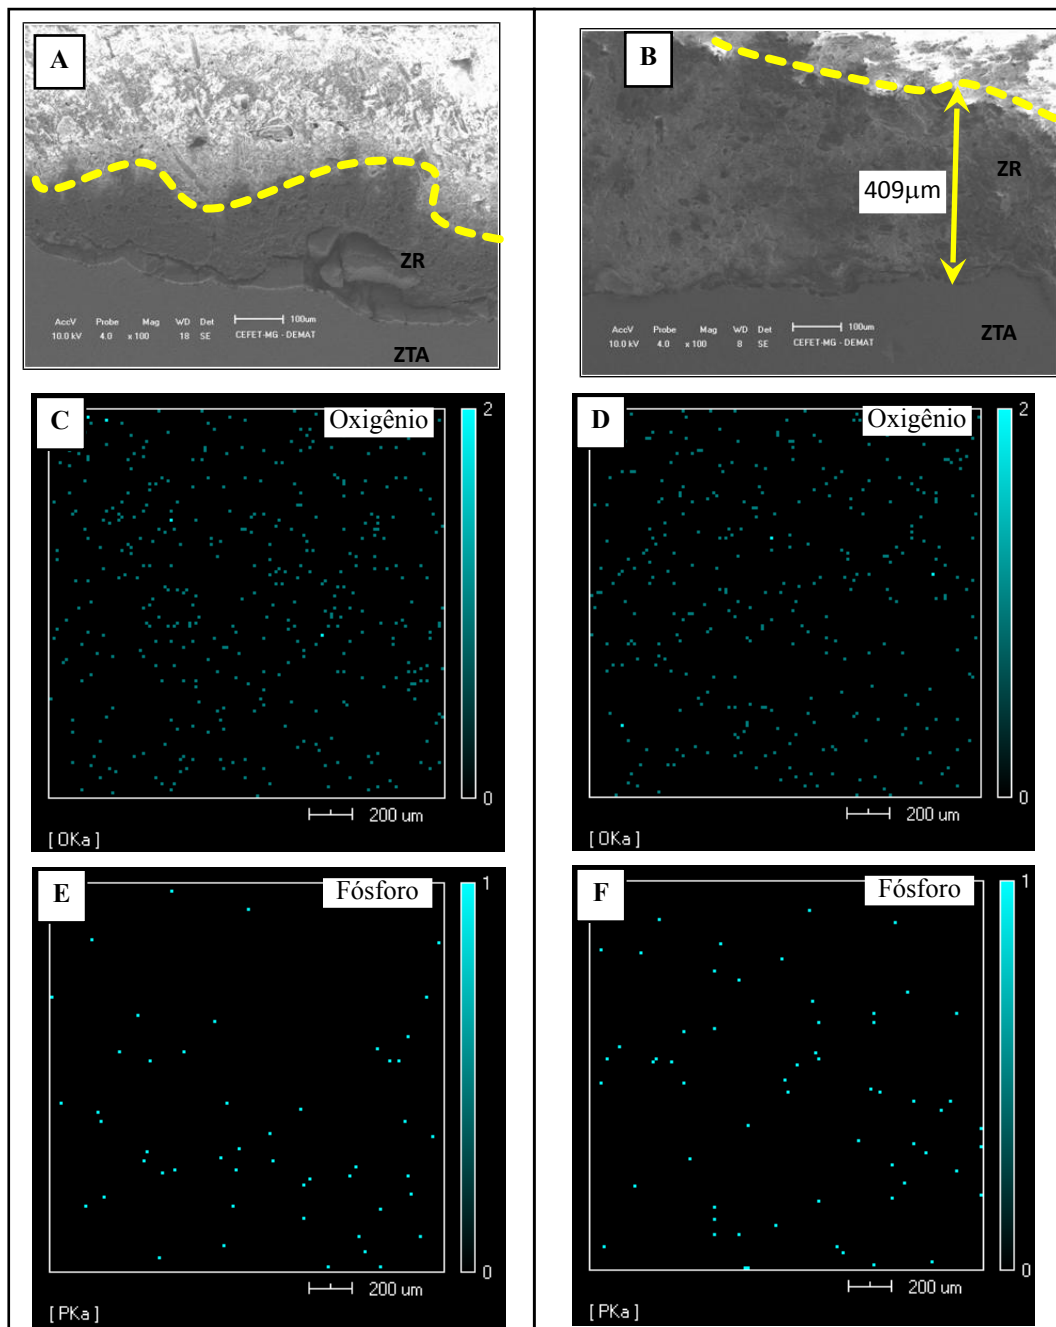 A
ZR
AccV Probe Mag WD Det 100um
10.0 kV 4.0 x 100 18 SE CEFET-MG - DEMAT
ZTA
B
ZR
409µm
AccV Probe Mag WD Det 100um
10.0 kV 4.0 x 100 8 SE CEFET-MG - DEMAT
ZTA
C
Oxigênio
2
0
200 um
[ OKa ]
D
Oxigênio
2
0
200 um
[ OKa ]
E
Fósforo
1
0
200 um
[ PKa ]
F
Fósforo
1
0
200 um
[ PKa ]